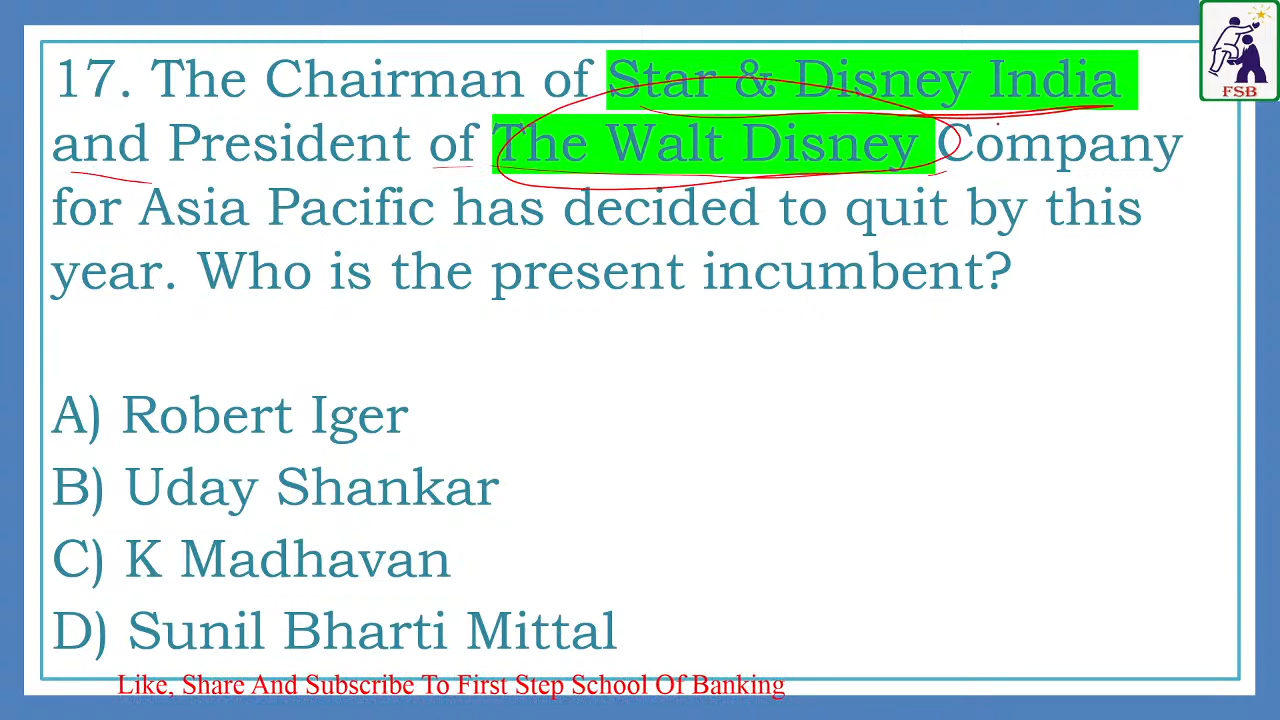 17. The Chairman of Star & Disney India
and President of The Walt Disney Company
for Asia Pacific has decided to quit by this
year. Who is the present incumbent?
A) Robert Iger
B) Uday Shankar
C) K Madhavan
D) Sunil Bharti Mittal
Like, Share And Subscribe To First Step School Of Banking
FSB